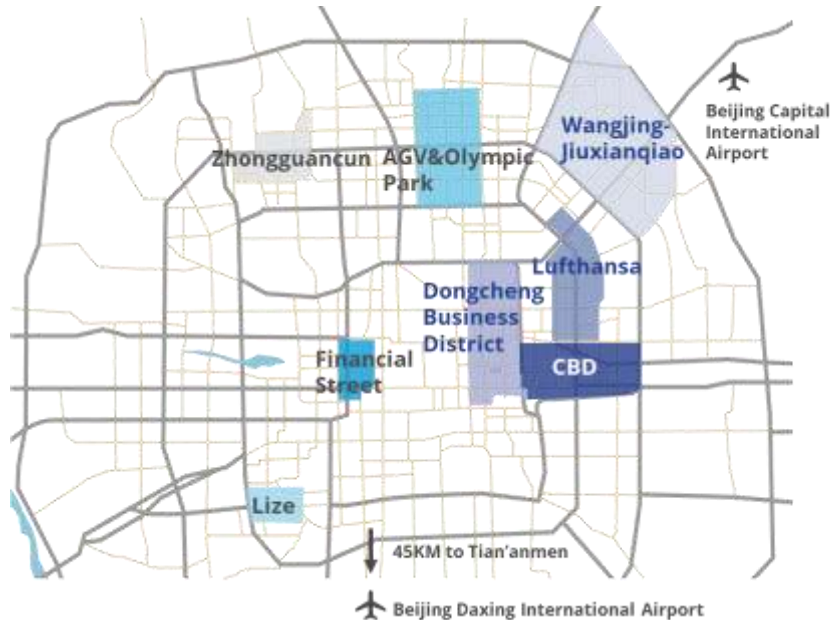 Beijing Capital
International
Airport
Wangjing-
Jiuxianqiao
Zhongguancun
AGV&Olympic
Park
Lufthansa
Dongcheng
Business
District
Financial
Street
CBD
Lize
45KM to Tian'anmen
Beijing Daxing International Airport